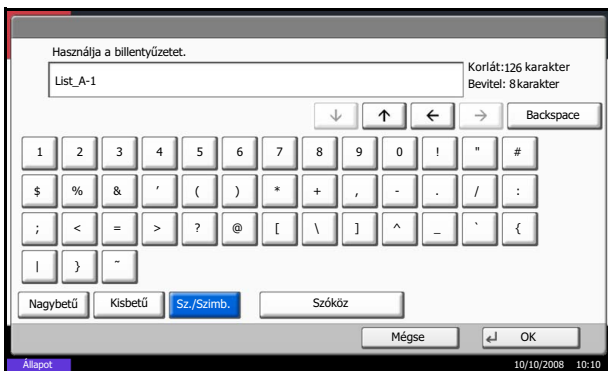 Használja a billentyűzetet.
Korlát:126 karakter
List_A-1
Bevitel: 8karakter
↓ ↑ ← → Backspace
1 2 3 4 5 6 7 8 9 0 ! " #
$ % & ' ( ) * + , - . / :
; < = > ? @ [ \ ] ^ _ ` {
| } ~
Nagybetű Kisbetű Sz./Szimb. Szóköz
Mégse ↵ OK
Állapot 10/10/2008 10:10